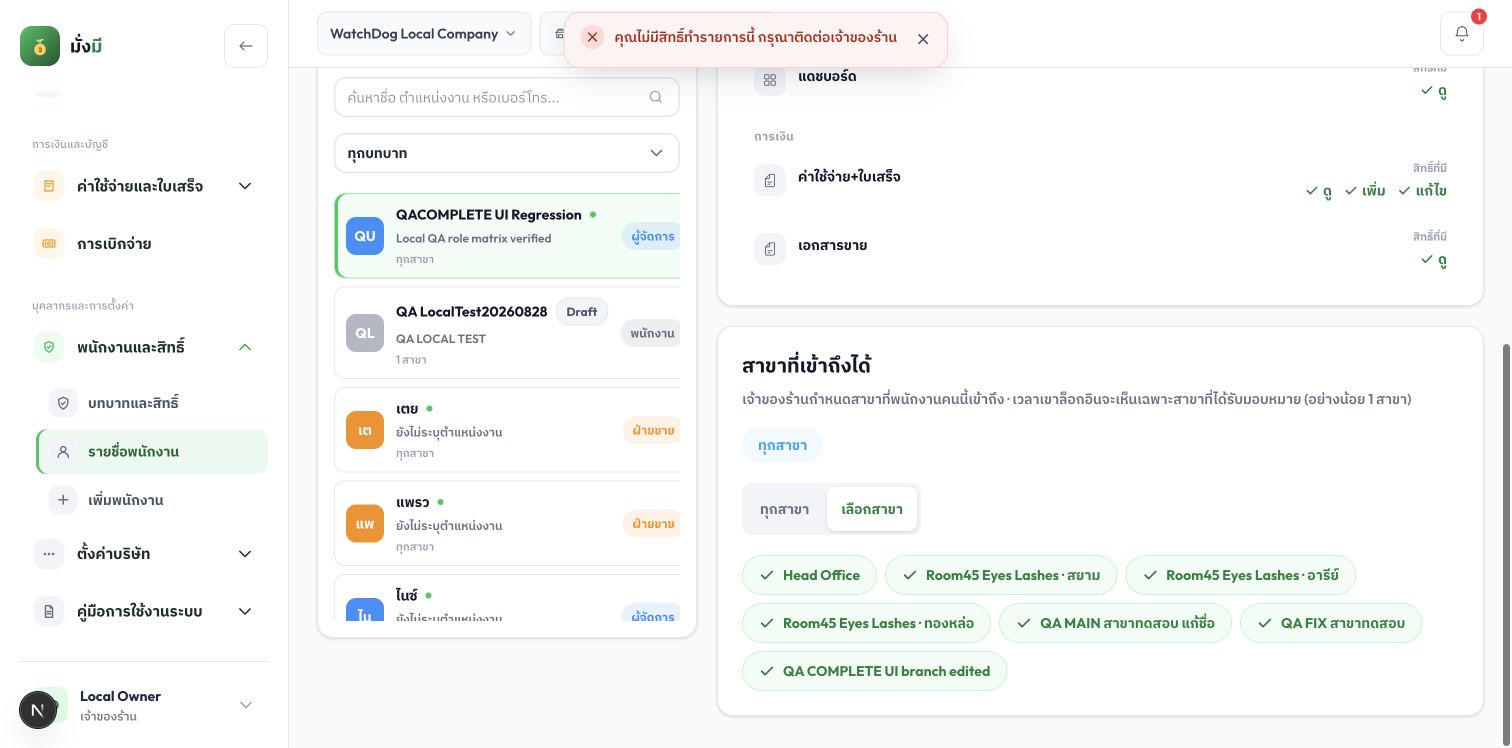 มั่งมี
การเงินและบัญชี
ค่าใช้จ่ายและใบเสร็จ
การเบิกจ่าย
บุคลากรและการตั้งค่า
พนักงานและสิทธิ์
บทบาทและสิทธิ์
รายชื่อพนักงาน
เพิ่มพนักงาน
ตั้งค่าบริษัท
คู่มือการใช้งานระบบ
N
Local Owner
เจ้าของร้าน
WatchDog Local Company
คุณไม่มีสิทธิ์ทำรายการนี้ กรุณาติดต่อเจ้าของร้าน
1
ค้นหาชื่อ ตำแหน่งงาน หรือเบอร์โทร...
ทุกบทบาท
QU
QACOMPLETE UI Regression
Local QA role matrix verified
ทุกสาขา
ผู้จัดการ
QL
QA LocalTest20260828
Draft
QA LOCAL TEST
1 สาขา
พนักงาน
เต
เตย
ยังไม่ระบุตำแหน่งงาน
ทุกสาขา
ฝ่ายขาย
แพ
แพรว
ยังไม่ระบุตำแหน่งงาน
ทุกสาขา
ฝ่ายขาย
ไน
ไนซ์
ยังไม่ระบุตำแหน่งงาน
ผู้จัดการ
แดชบอร์ด
สิทธิ์ที่มี
ดู
การเงิน
ค่าใช้จ่าย+ใบเสร็จ
สิทธิ์ที่มี
ดู เพิ่ม แก้ไข
เอกสารขาย
สิทธิ์ที่มี
ดู
สาขาที่เข้าถึงได้
เจ้าของร้านกำหนดสาขาที่พนักงานคนนี้เข้าถึง · เวลาเขาล็อกอินจะเห็นเฉพาะสาขาที่ได้รับมอบหมาย (อย่างน้อย 1 สาขา)
ทุกสาขา
ทุกสาขา เลือกสาขา
Head Office Room45 Eyes Lashes · สยาม Room45 Eyes Lashes · อารีย์
Room45 Eyes Lashes · ทองหล่อ QA MAIN สาขาทดสอบ แก้ชื่อ QA FIX สาขาทดสอบ
QA COMPLETE UI branch edited